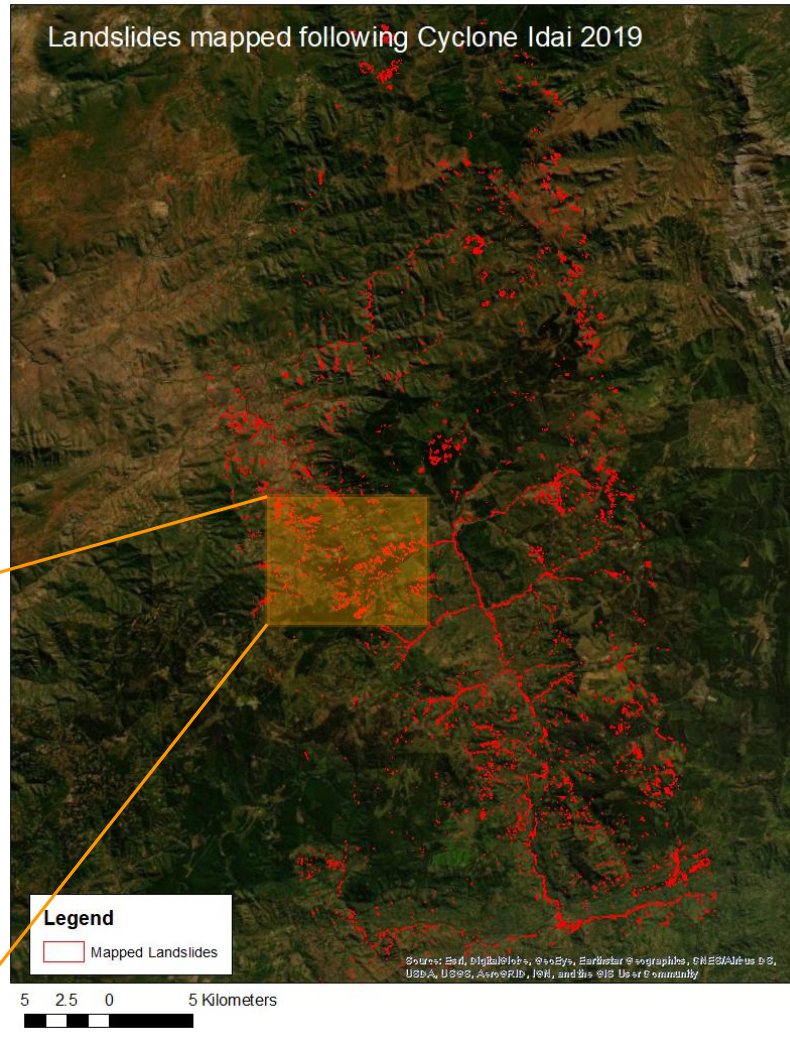 Landslides mapped following Cyclone Idai 2019
Legend
Mapped Landslides
Source: Esri, DigitalGlobe, GeoEye, Earthstar Geographics, CNES/Airbus DS,
USDA, USGS, AeroGRID, IGN, and the GIS User Community
5 2.5 0 5 Kilometers